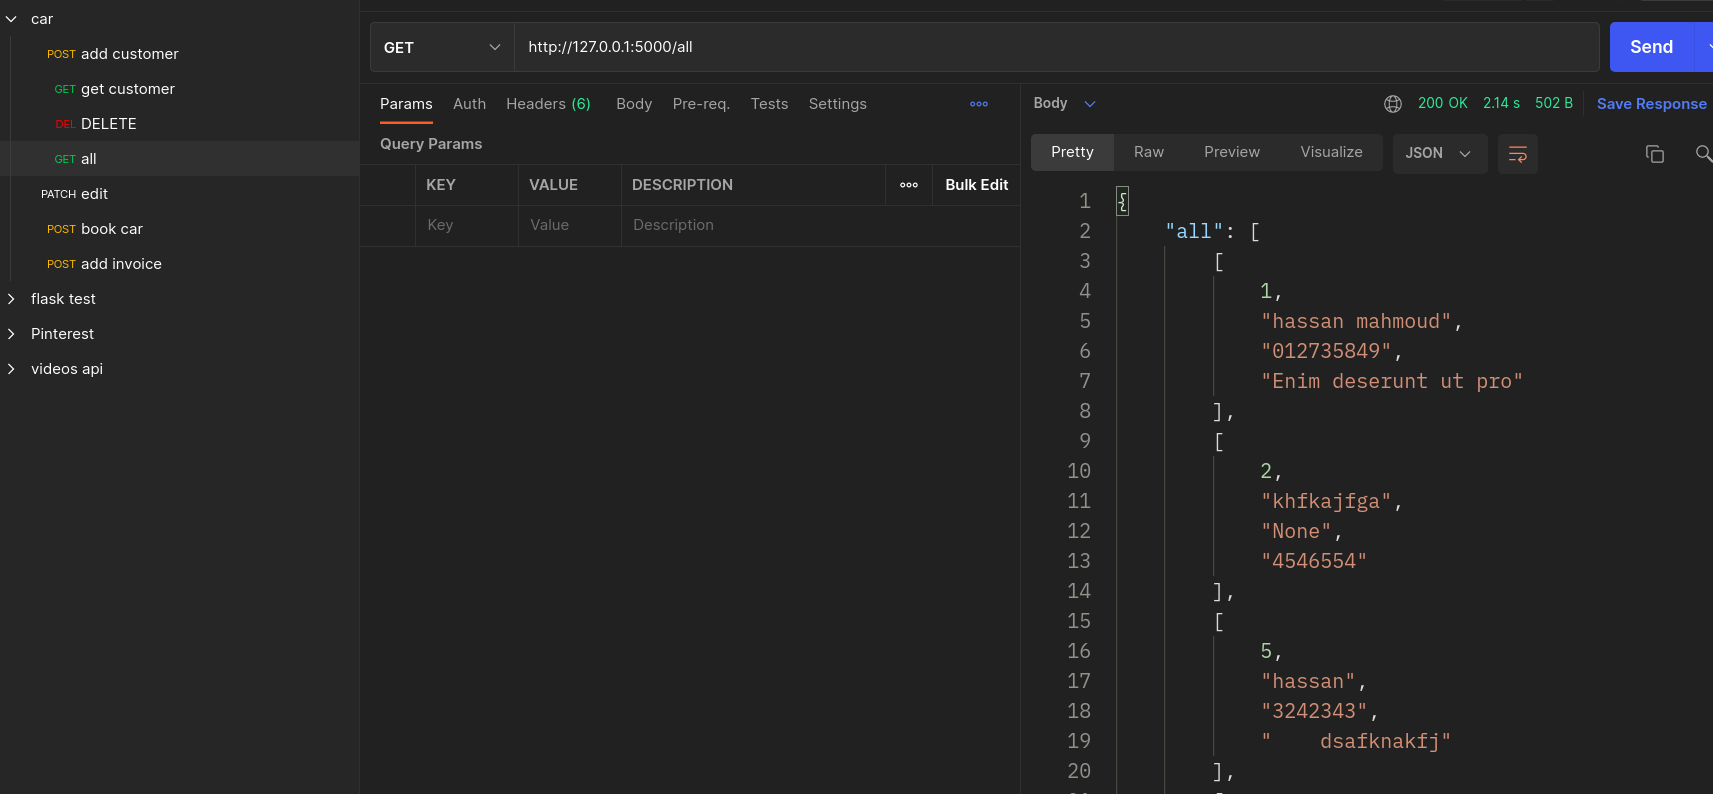 car
POST add customer
GET get customer
DEL DELETE
GET all
PATCH edit
POST book car
POST add invoice
flask test
Pinterest
videos api
GET
http://127.0.0.1:5000/all
Send
Params Auth Headers (6) Body Pre-req. Tests Settings
Query Params
KEY VALUE DESCRIPTION Bulk Edit
Key Value Description
Body 200 OK 2.14 s 502 B Save Response
Pretty Raw Preview Visualize JSON
1 {
2 "all": [
3 [
4 1,
5 "hassan mahmoud",
6 "012735849",
7 "Enim deserunt ut pro"
8 ],
9 [
10 2,
11 "khfkajfga",
12 "None",
13 "4546554"
14 ],
15 [
16 5,
17 "hassan",
18 "3242343",
19 "    dsafknakfj"
20 ],